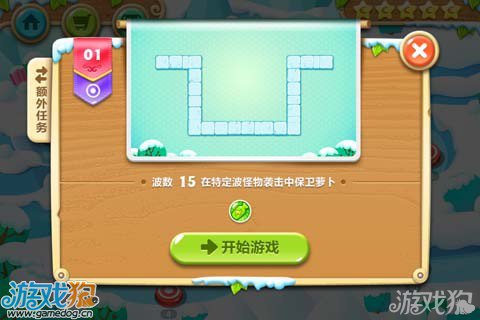 01
额外任务
波数 15 在特定波怪物袭击中保卫萝卜
开始游戏
游戏狗
www.gamedog.cn
游戏狗